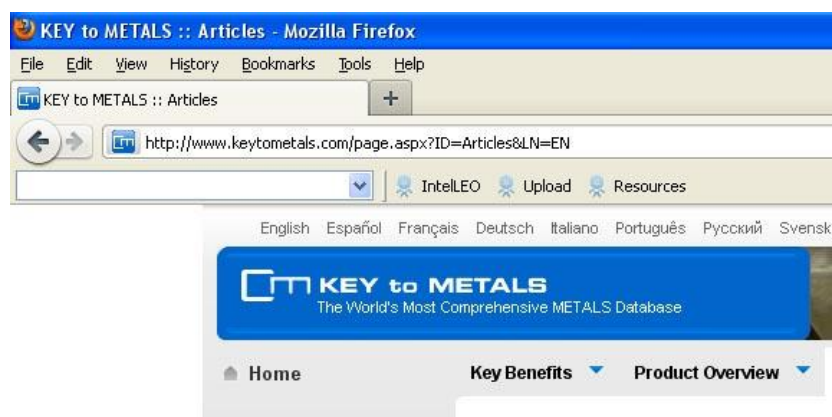 KEY to METALS :: Articles - Mozilla Firefox
File Edit View History Bookmarks Tools Help
KEY to METALS :: Articles +
http://www.keytometals.com/page.aspx?ID=Articles&LN=EN
IntelLEO Upload Resources
English Español Français Deutsch Italiano Português Русский Svensk
KEY to METALS
The World's Most Comprehensive METALS Database
Home Key Benefits Product Overview